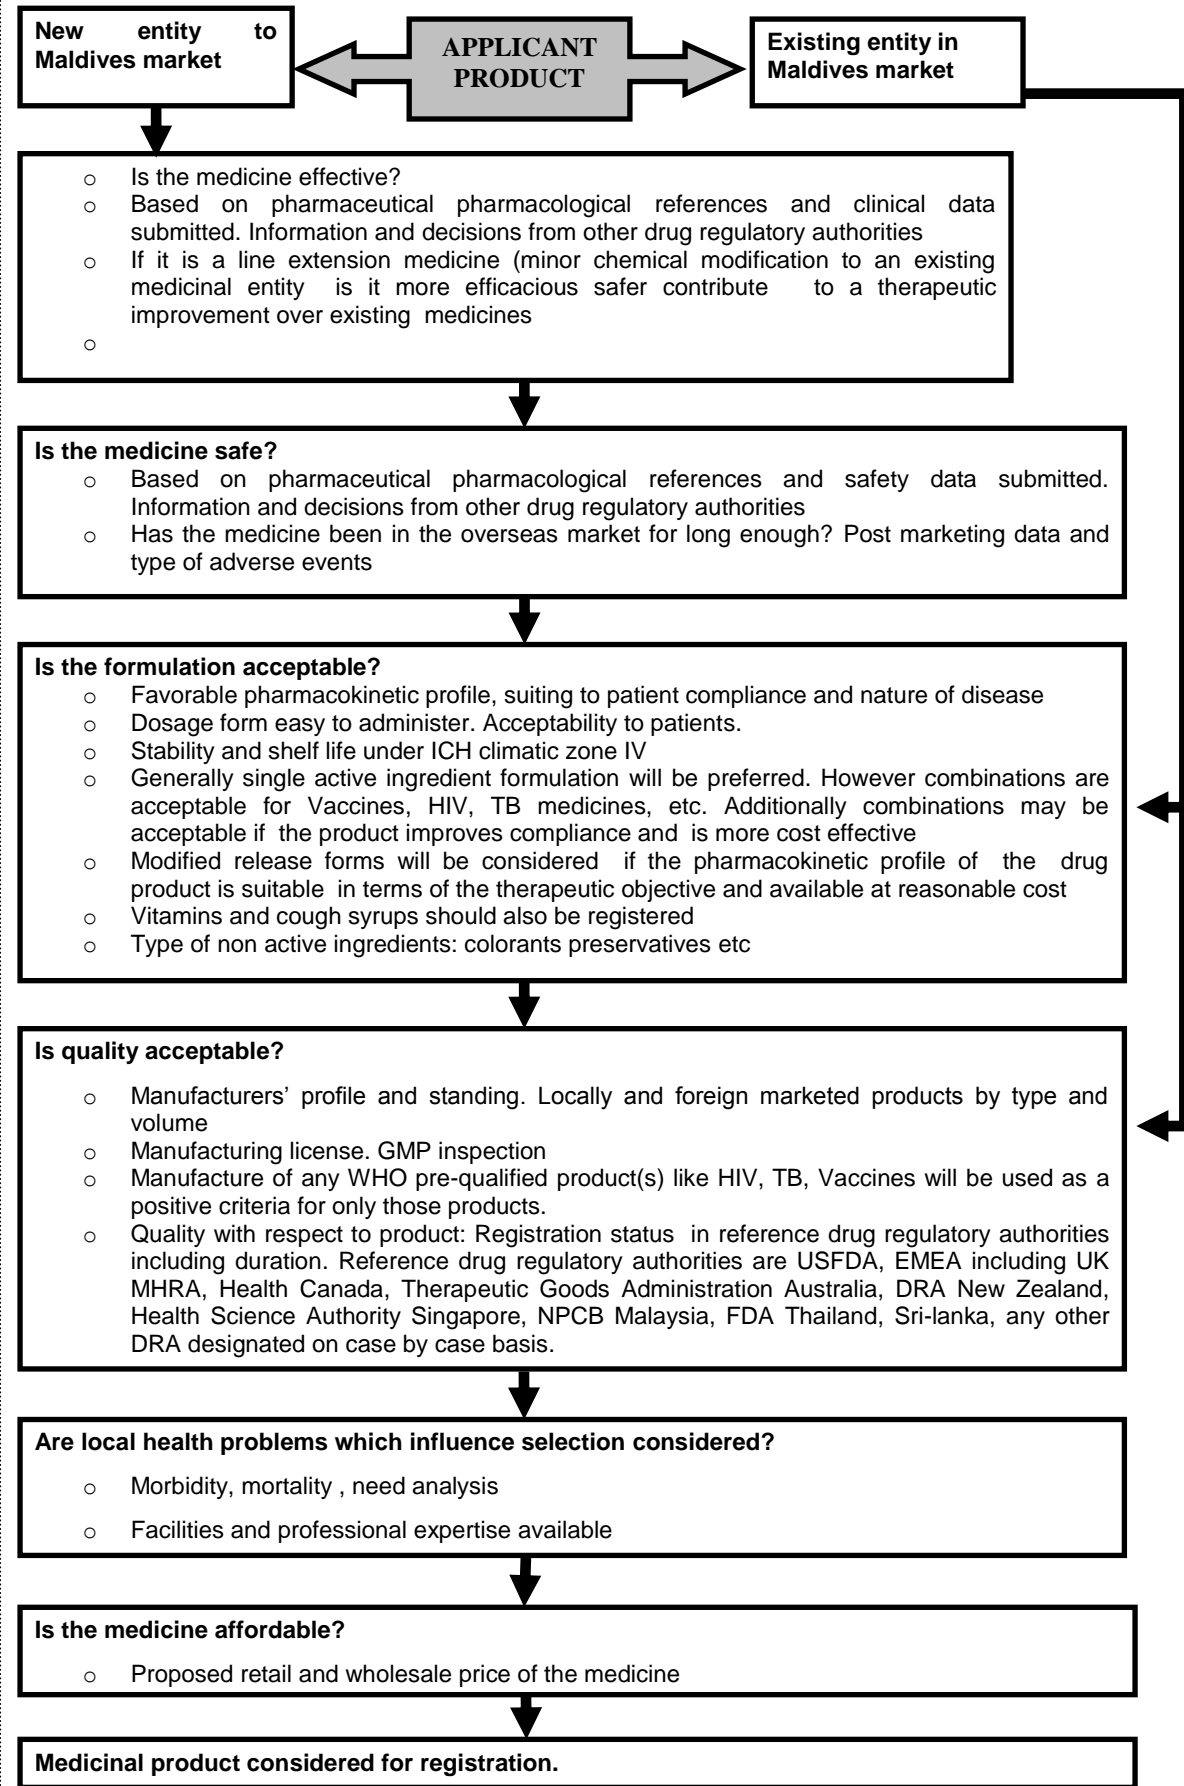 New entity to
Maldives market
APPLICANT
PRODUCT
Existing entity in
Maldives market
o Is the medicine effective?
o Based on pharmaceutical pharmacological references and clinical data
submitted. Information and decisions from other drug regulatory authorities
o If it is a line extension medicine (minor chemical modification to an existing
medicinal entity is it more efficacious safer contribute to a therapeutic
improvement over existing medicines
o
Is the medicine safe?
o Based on pharmaceutical pharmacological references and safety data submitted.
Information and decisions from other drug regulatory authorities
o Has the medicine been in the overseas market for long enough? Post marketing data and
type of adverse events
Is the formulation acceptable?
o Favorable pharmacokinetic profile, suiting to patient compliance and nature of disease
o Dosage form easy to administer. Acceptability to patients.
o Stability and shelf life under ICH climatic zone IV
o Generally single active ingredient formulation will be preferred. However combinations are
acceptable for Vaccines, HIV, TB medicines, etc. Additionally combinations may be
acceptable if the product improves compliance and is more cost effective
o Modified release forms will be considered if the pharmacokinetic profile of the drug
product is suitable in terms of the therapeutic objective and available at reasonable cost
o Vitamins and cough syrups should also be registered
o Type of non active ingredients: colorants preservatives etc
Is quality acceptable?
o Manufacturers' profile and standing. Locally and foreign marketed products by type and
volume
o Manufacturing license. GMP inspection
o Manufacture of any WHO pre-qualified product(s) like HIV, TB, Vaccines will be used as a
positive criteria for only those products.
o Quality with respect to product: Registration status in reference drug regulatory authorities
including duration. Reference drug regulatory authorities are USFDA, EMEA including UK
MHRA, Health Canada, Therapeutic Goods Administration Australia, DRA New Zealand,
Health Science Authority Singapore, NPCB Malaysia, FDA Thailand, Sri-lanka, any other
DRA designated on case by case basis.
Are local health problems which influence selection considered?
o Morbidity, mortality , need analysis
o Facilities and professional expertise available
Is the medicine affordable?
o Proposed retail and wholesale price of the medicine
Medicinal product considered for registration.